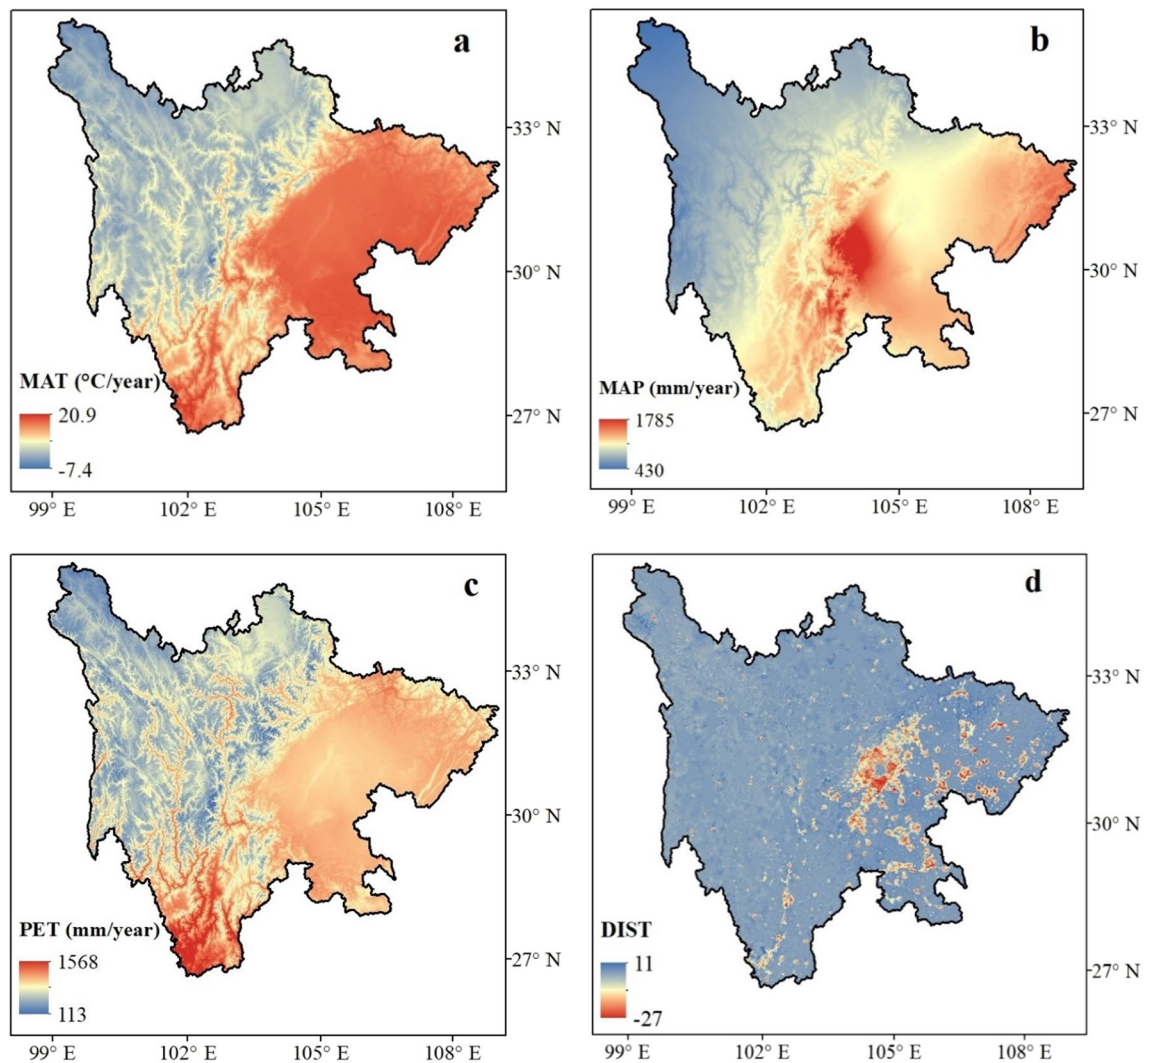 a
33° N
30° N
MAT (°C/year)
20.9
-7.4
27° N
99° E 102° E 105° E 108° E
b
33° N
30° N
MAP (mm/year)
1785
430
27° N
99° E 102° E 105° E 108° E
c
33° N
30° N
PET (mm/year)
1568
113
27° N
99° E 102° E 105° E 108° E
d
33° N
30° N
DIST
11
-27
27° N
99° E 102° E 105° E 108° E